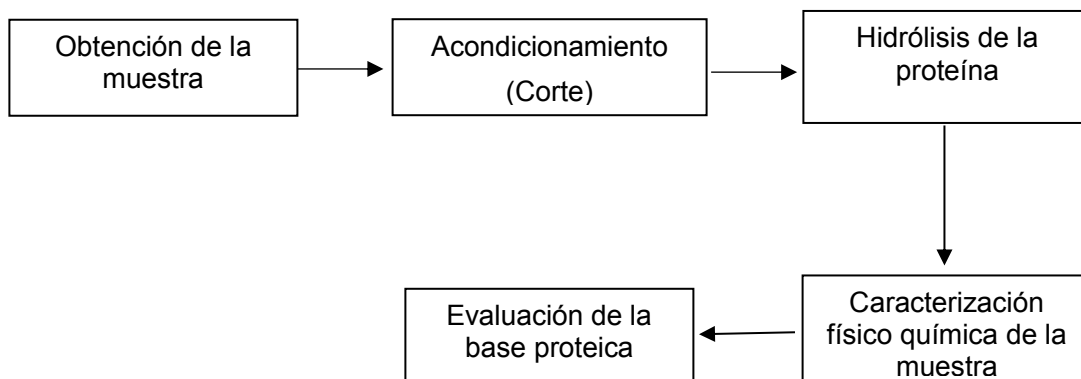 Obtención de la
muestra
Acondicionamiento
(Corte)
Hidrólisis de la
proteína
Caracterización
físico química de la
muestra
Evaluación de la
base proteica